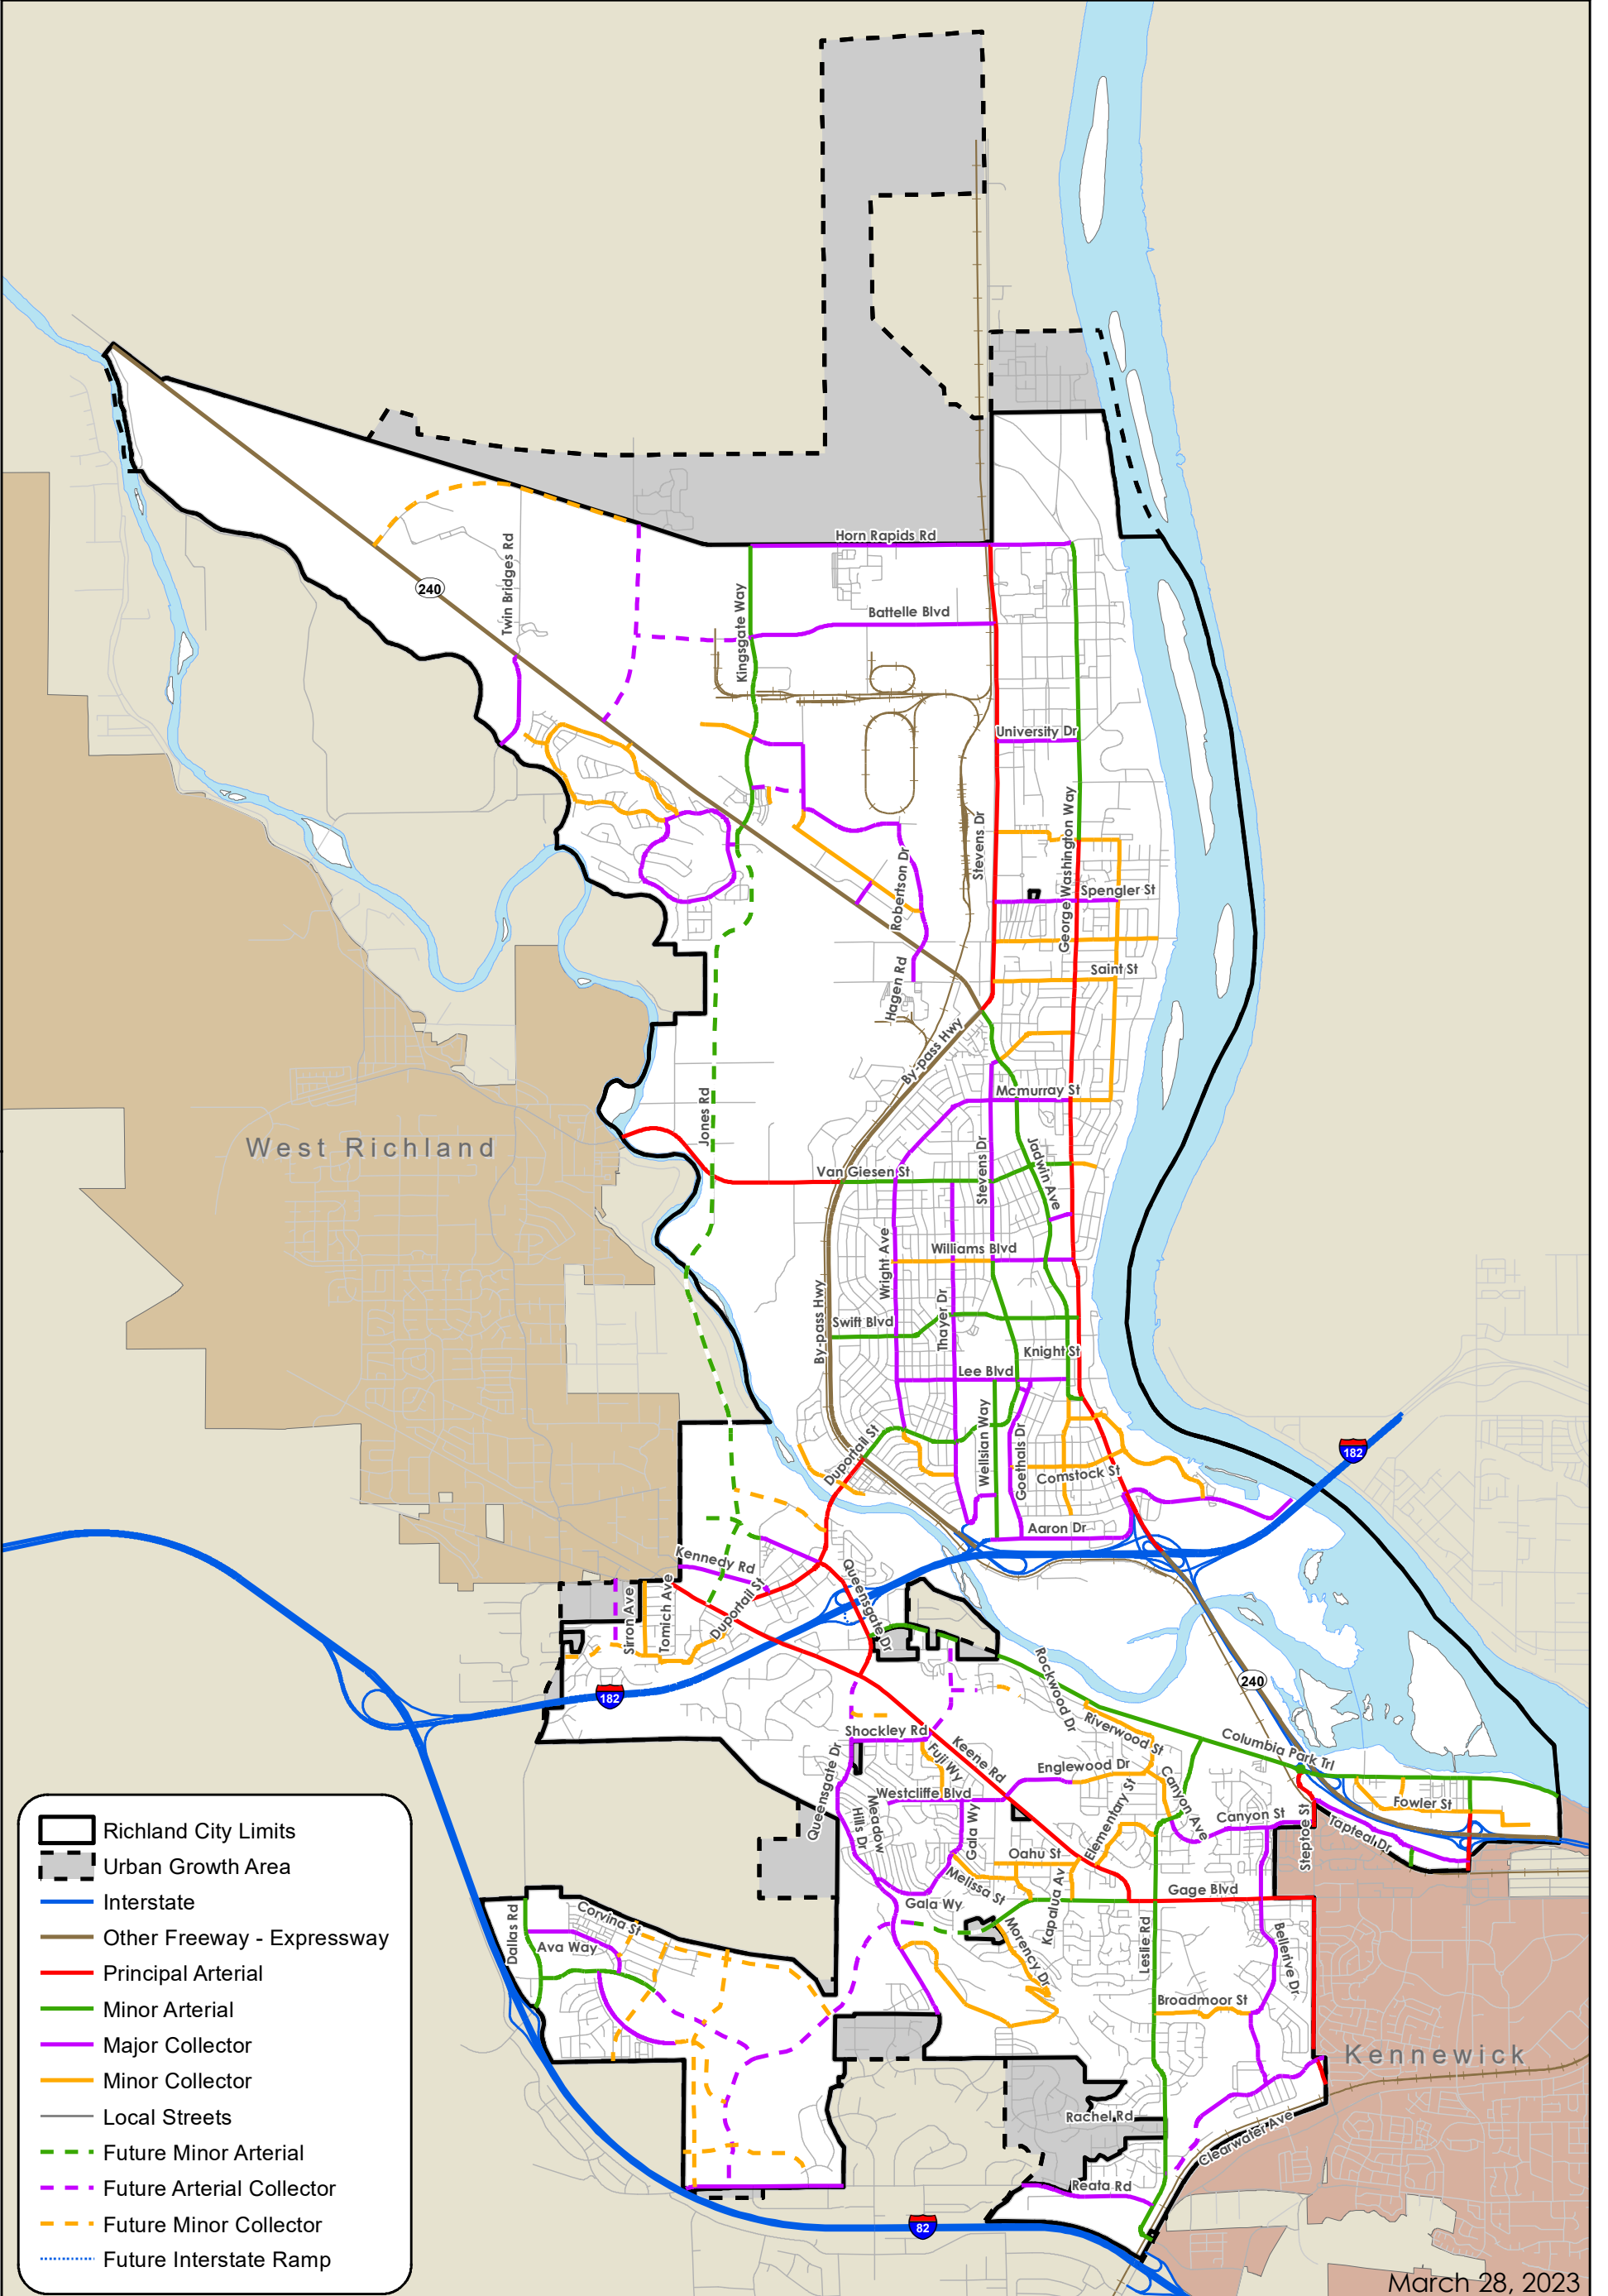 Horn Rapids Rd
Twin Bridges Rd
240
Kingsgate Way
Battelle Blvd
University Dr
Stevens Dr
George Washington Way
Robertson Dr
Spengler St
Hagen Rd
Saint St
By-pass Hwy
Mcmurray St
Jones Rd
West Richland
Van Giesen St
Stevens Dr
Jadwin Ave
Wright Ave
Williams Blvd
By-pass Hwy
Swift Blvd
Thayer Dr
Knight St
Lee Blvd
Wellsian Way
Goethals Dr
Duportail St
Comstock St
182
Aaron Dr
Kennedy Rd
Queensgate Dr
Sirron Ave
Tomich Ave
Duportail St
182
Rockwood Dr
240
Riverwood St
Columbia Park Trl
Shockley Rd
Keene Rd
Fuji Wy
Englewood Dr
Canyon Ave
Queensgate Dr
Westcliffe Blvd
Meadow
Hills Dr
Gala Wy
Elementary St
Canyon St
Steptoe St
Fowler St
Tapteal Dr
Oahu St
Melissa St
Kapalua Av
Gage Blvd
Gala Wy
Dallas Rd
Corvina St
Ava Way
Morency Dr
Leslie Rd
Bellerive Dr
Broadmoor St
Kennewick
Rachel Rd
Clearwater Ave
Reata Rd
82
Richland City Limits
Urban Growth Area
Interstate
Other Freeway - Expressway
Principal Arterial
Minor Arterial
Major Collector
Minor Collector
Local Streets
Future Minor Arterial
Future Arterial Collector
Future Minor Collector
Future Interstate Ramp
March 28, 2023